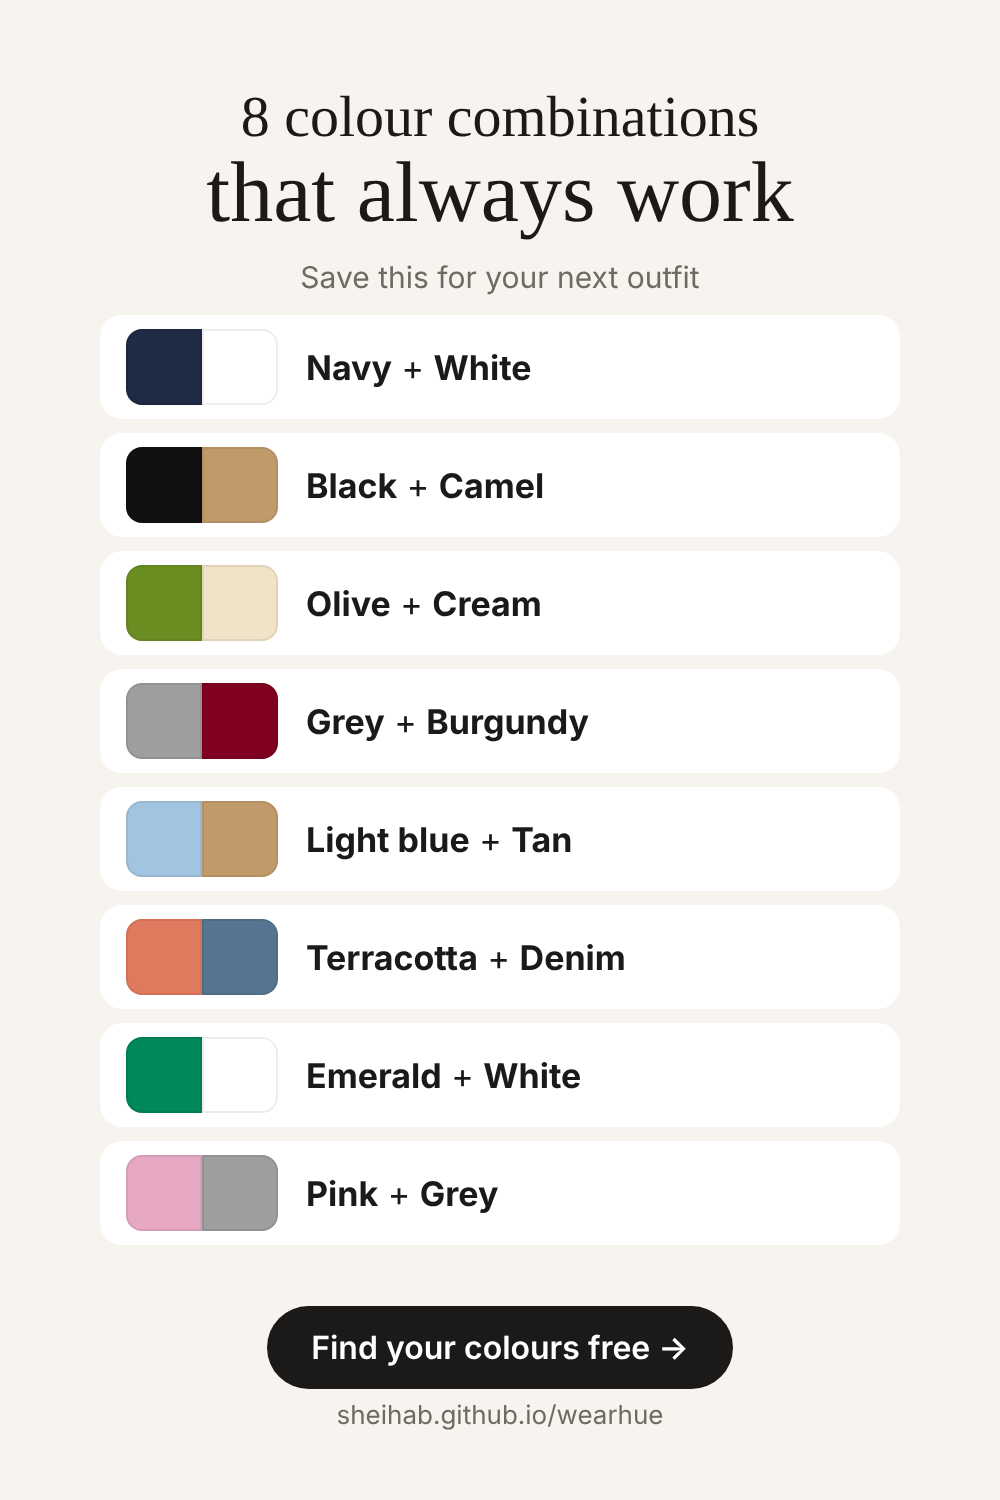 8 colour combinations
that always work
Save this for your next outfit
Navy + White
Black + Camel
Olive + Cream
Grey + Burgundy
Light blue + Tan
Terracotta + Denim
Emerald + White
Pink + Grey
Find your colours free →
sheihab.github.io/wearhue